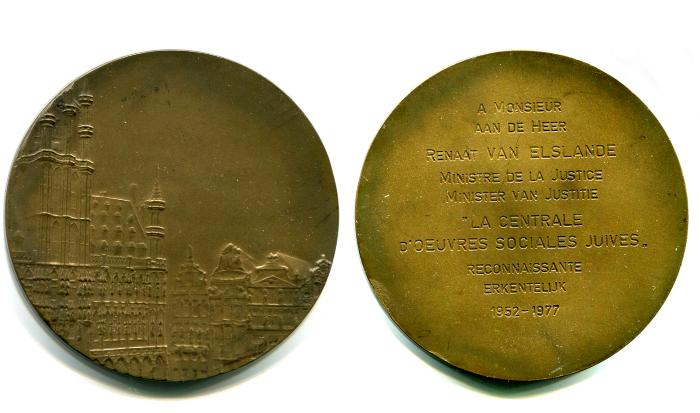 A MONSIEUR
AAN DE HEER
RENAAT VAN ELSLANDE
MINISTRE DE LA JUSTICE
MINISTER VAN JUSTITIE
"LA CENTRALE
D'OEUVRES SOCIALES JUIVES„
RECONNAISSANTE
ERKENTELIJK
1952-1977